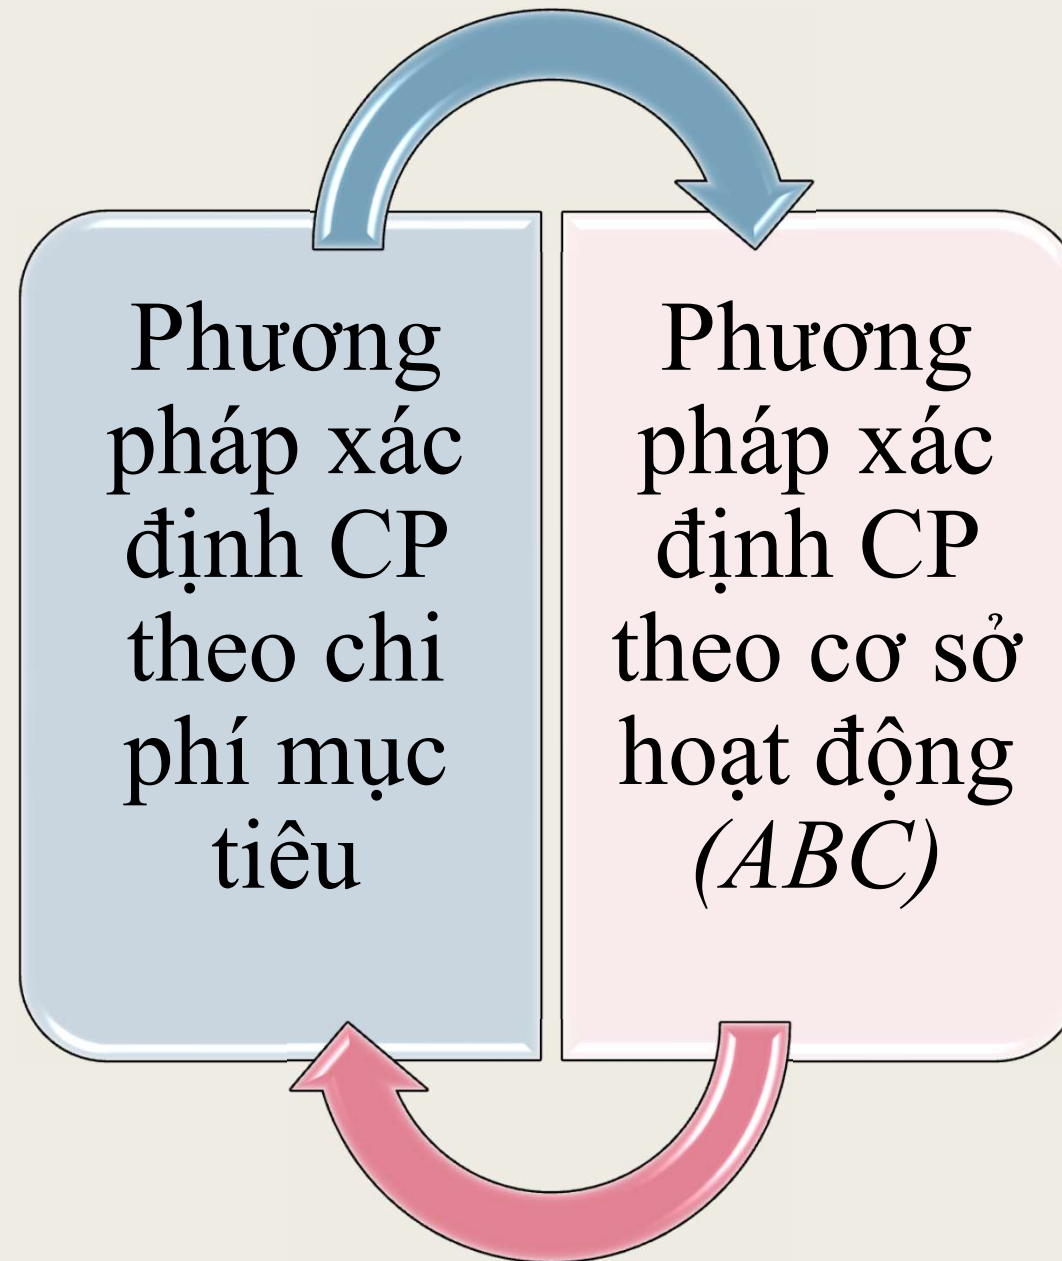 Phương
pháp xác
định CP
theo chi
phí mục
tiêu
Phương
pháp xác
định CP
theo cơ sở
hoạt động
(ABC)